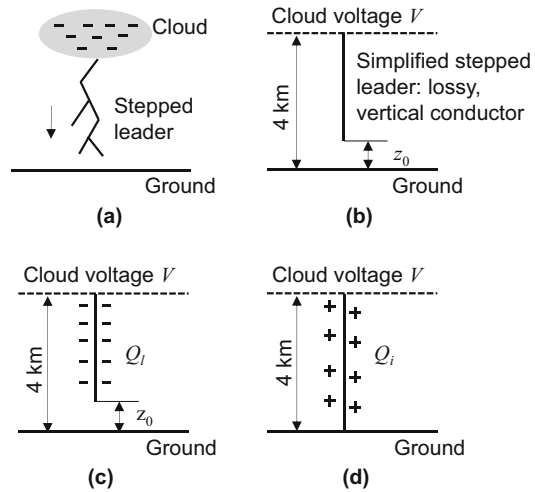 Cloud
Stepped
leader
Ground
(a)
Cloud voltage V
4 km
Simplified stepped
leader: lossy,
vertical conductor
z0
Ground
(b)
Cloud voltage V
4 km
Ql
z0
Ground
(c)
Cloud voltage V
4 km
Qi
Ground
(d)